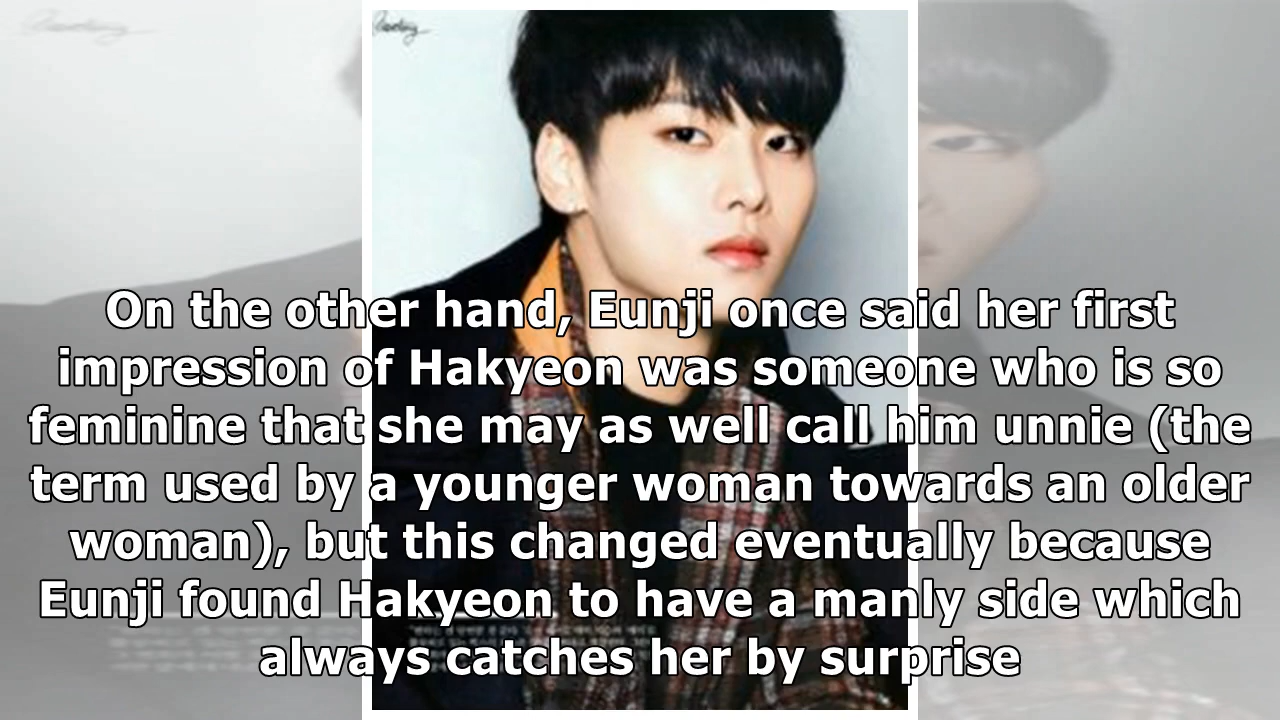 On the other hand, Eunji once said her first
impression of Hakyeon was someone who is so
feminine that she may as well call him unnie (the
term used by a younger woman towards an older
woman), but this changed eventually because
Eunji found Hakyeon to have a manly side which
always catches her by surprise